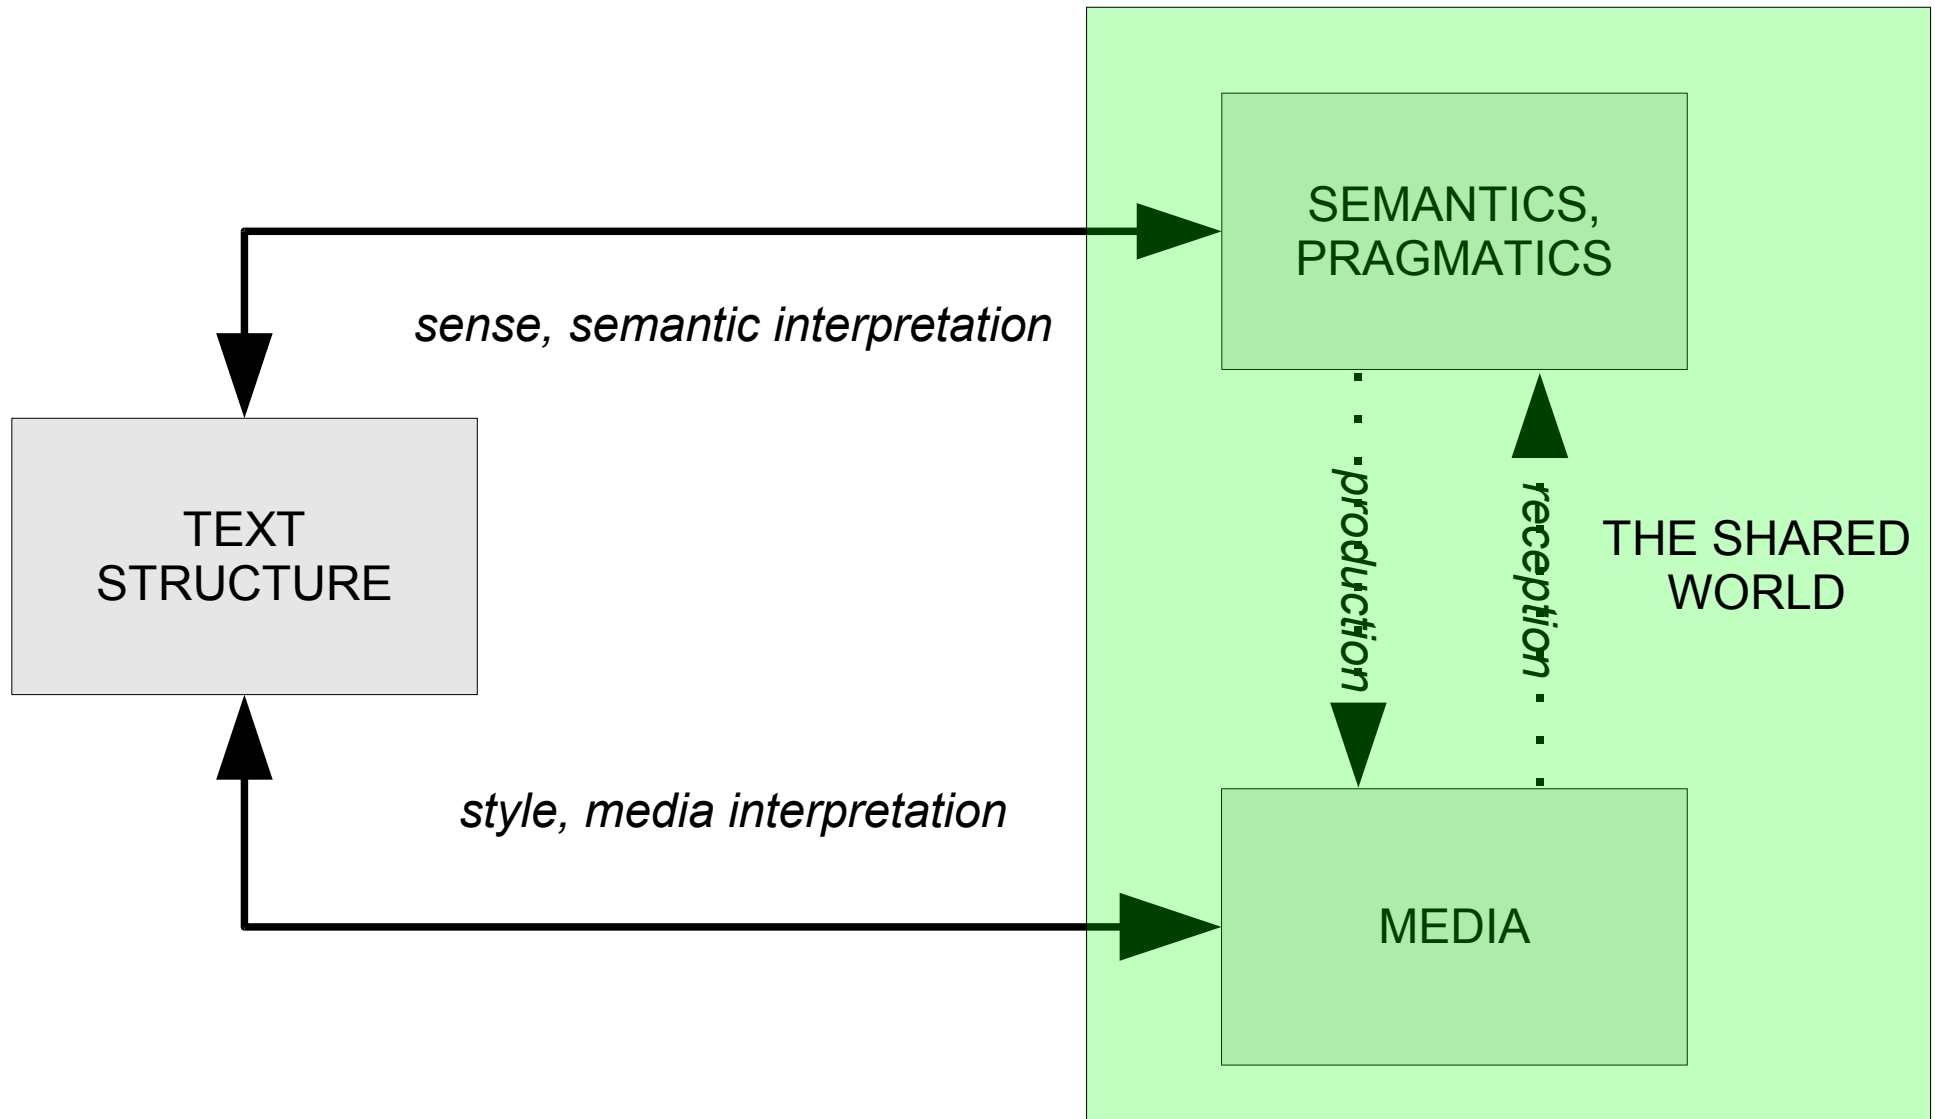 SEMANTICS,
PRAGMATICS
sense, semantic interpretation
TEXT
STRUCTURE
production
reception
THE SHARED
WORLD
style, media interpretation
MEDIA